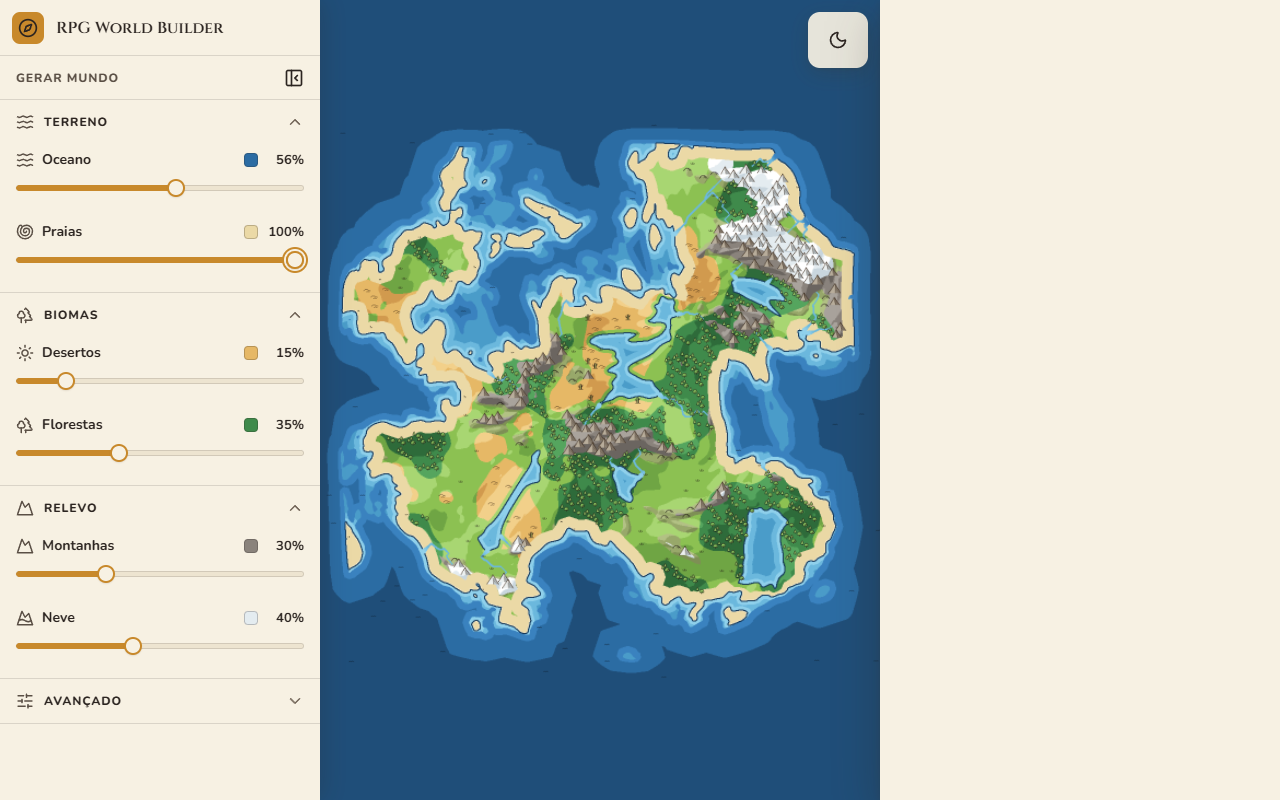 RPG World Builder
GERAR MUNDO
TERRENO
Oceano 56%
Praias 100%
BIOMAS
Desertos 15%
Florestas 35%
RELEVO
Montanhas 30%
Neve 40%
AVANÇADO